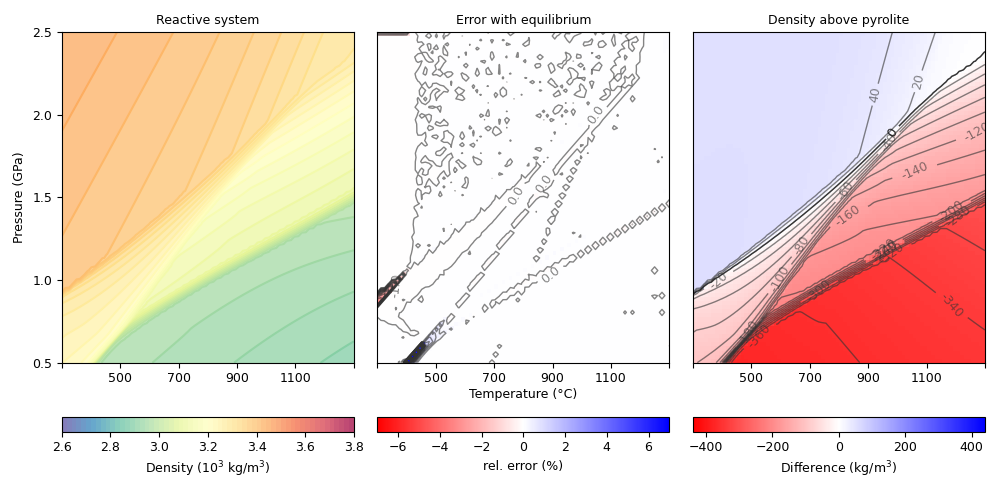 Reactive system
Error with equilibrium
Density above pyrolite
2.5
2.0
1.5
1.0
0.5
Pressure (GPa)
500 700 900 1100
500 700 900 1100
500 700 900 1100
Temperature (°C)
0.0
0.0
0.0
0.0
40
20
-120
-140
-160
-80
-100
-20
-200
-340
2.6 2.8 3.0 3.2 3.4 3.6 3.8
Density (10³ kg/m³)
−6 −4 −2 0 2 4 6
rel. error (%)
−400 −200 0 200 400
Difference (kg/m³)